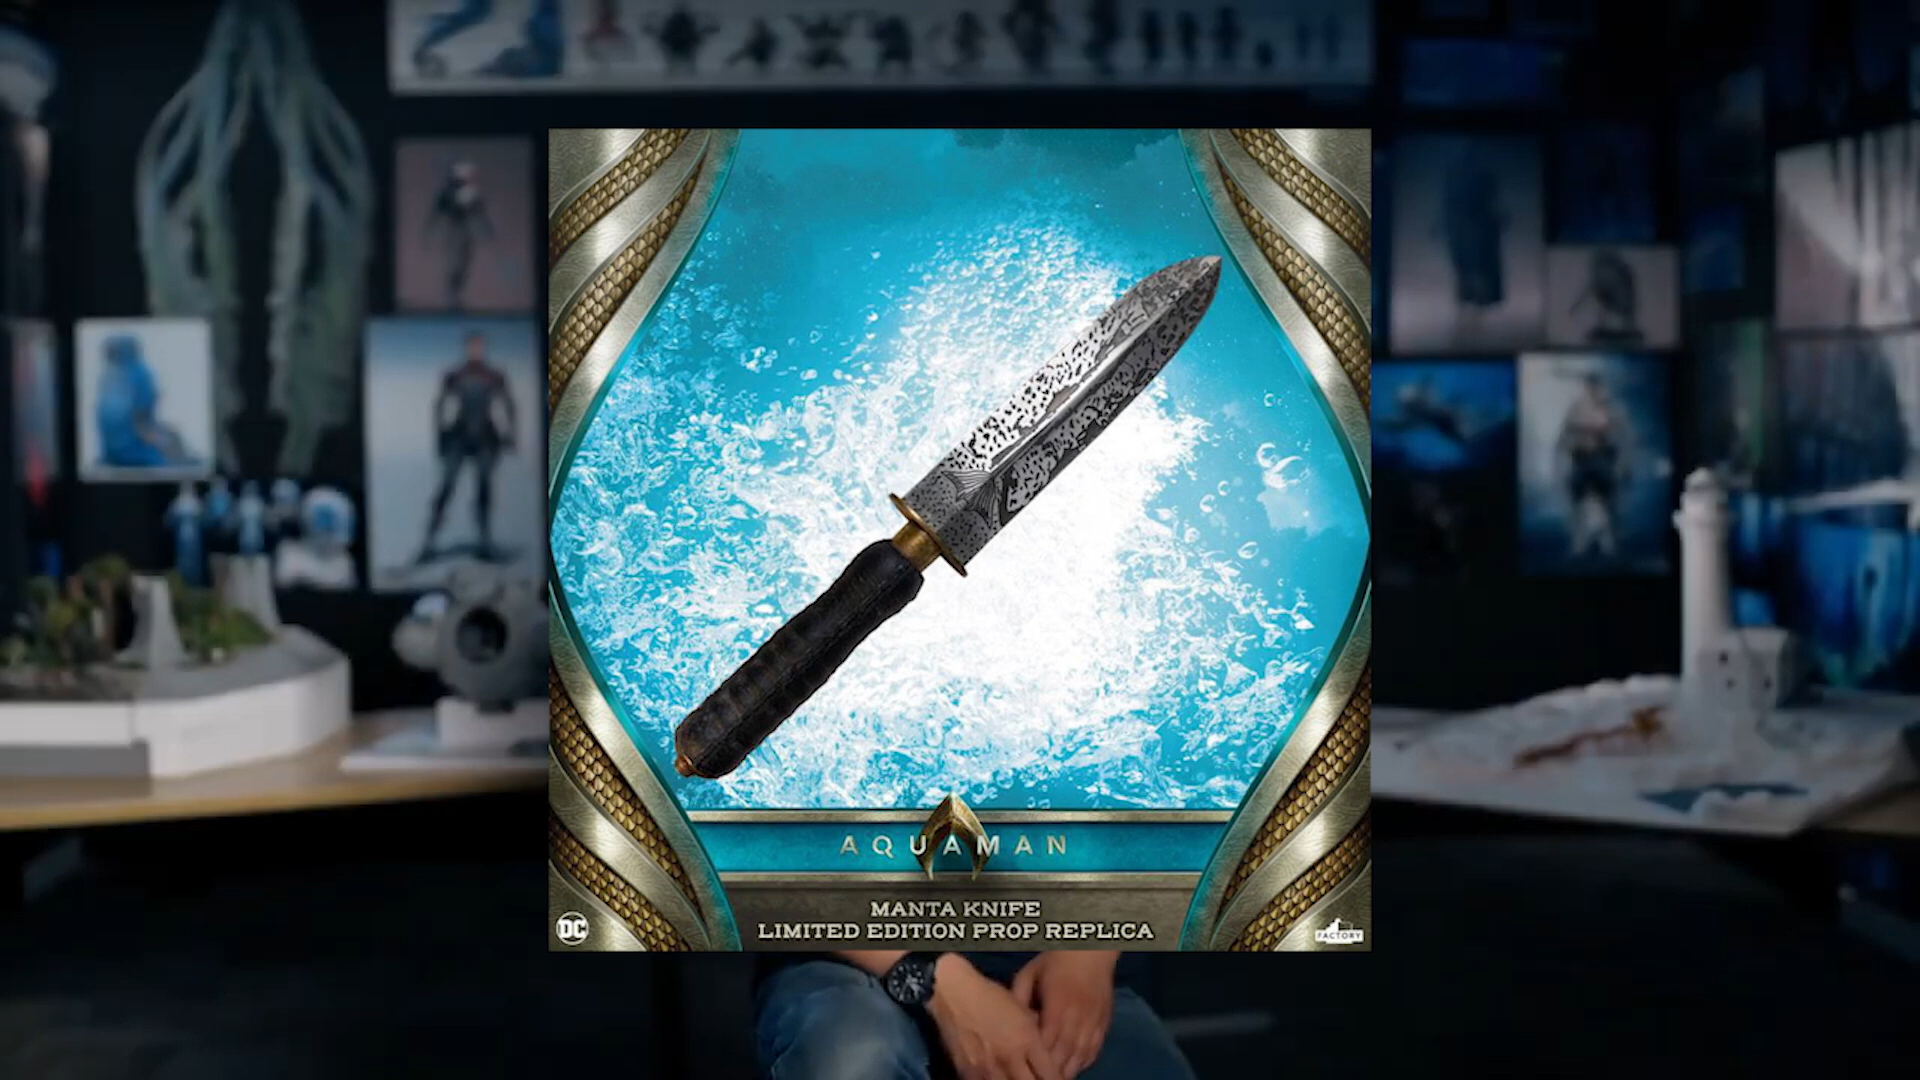 AQUAMAN
MANTA KNIFE
LIMITED EDITION PROP REPLICA
DC
FACTORY